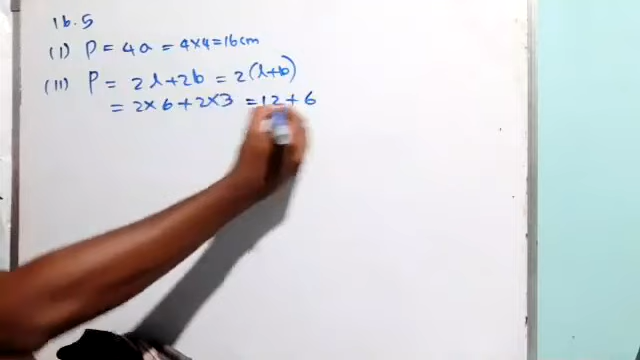 16.5
(i) P = 4a = 4×4=16cm
(ii) P = 2l+2b = 2(l+b)
= 2×6+2×3 =12+6